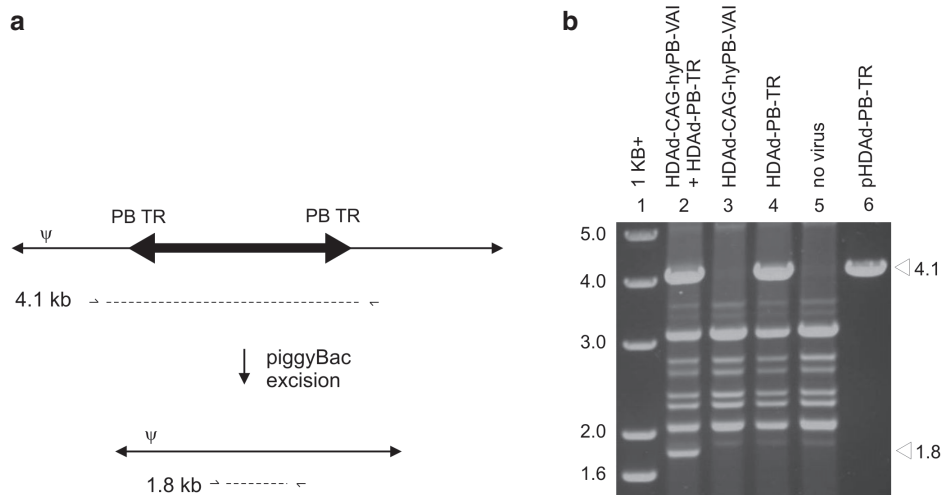 a
PB TR
PB TR
ψ
4.1 kb
piggyBac
excision
ψ
1.8 kb
b
1 KB+
HDAd-CAG-hyPB-VAI
+ HDAd-PB-TR
HDAd-CAG-hyPB-VAI
HDAd-PB-TR
no virus
pHDAd-PB-TR
1 2 3 4 5 6
5.0
4.0
3.0
2.0
1.6
4.1
1.8